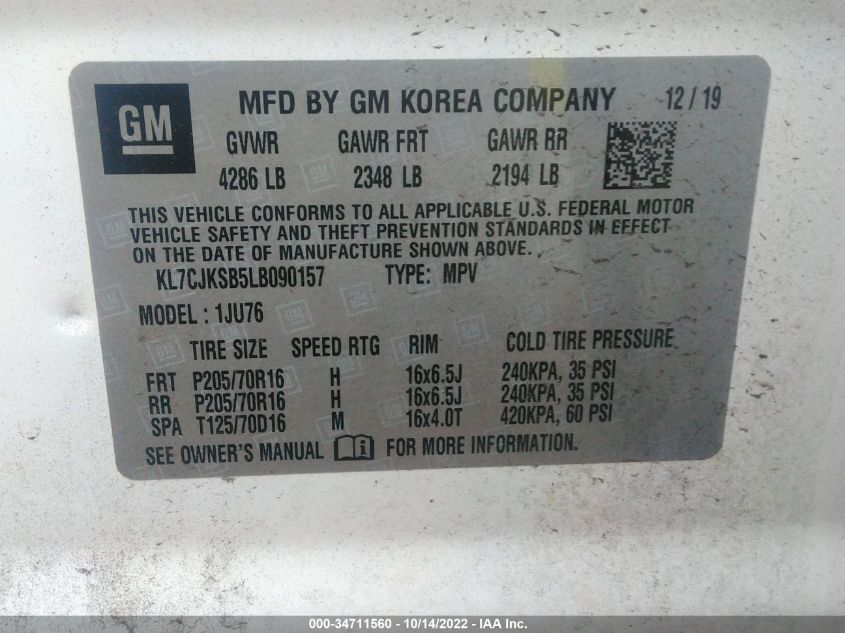 GM
MFD BY GM KOREA COMPANY 12/19
GVWR GAWR FRT GAWR RR
4286 LB 2348 LB 2194 LB
THIS VEHICLE CONFORMS TO ALL APPLICABLE U.S. FEDERAL MOTOR
VEHICLE SAFETY AND THEFT PREVENTION STANDARDS IN EFFECT
ON THE DATE OF MANUFACTURE SHOWN ABOVE.
KL7CJKSB5LB090157 TYPE: MPV
MODEL: 1JU76
TIRE SIZE SPEED RTG RIM COLD TIRE PRESSURE
FRT P205/70R16 H 16x6.5J 240KPA, 35 PSI
RR P205/70R16 H 16x6.5J 240KPA, 35 PSI
SPA T125/70D16 M 16x4.0T 420KPA, 60 PSI
SEE OWNER'S MANUAL FOR MORE INFORMATION.
000-34711560 - 10/14/2022 - IAA Inc.